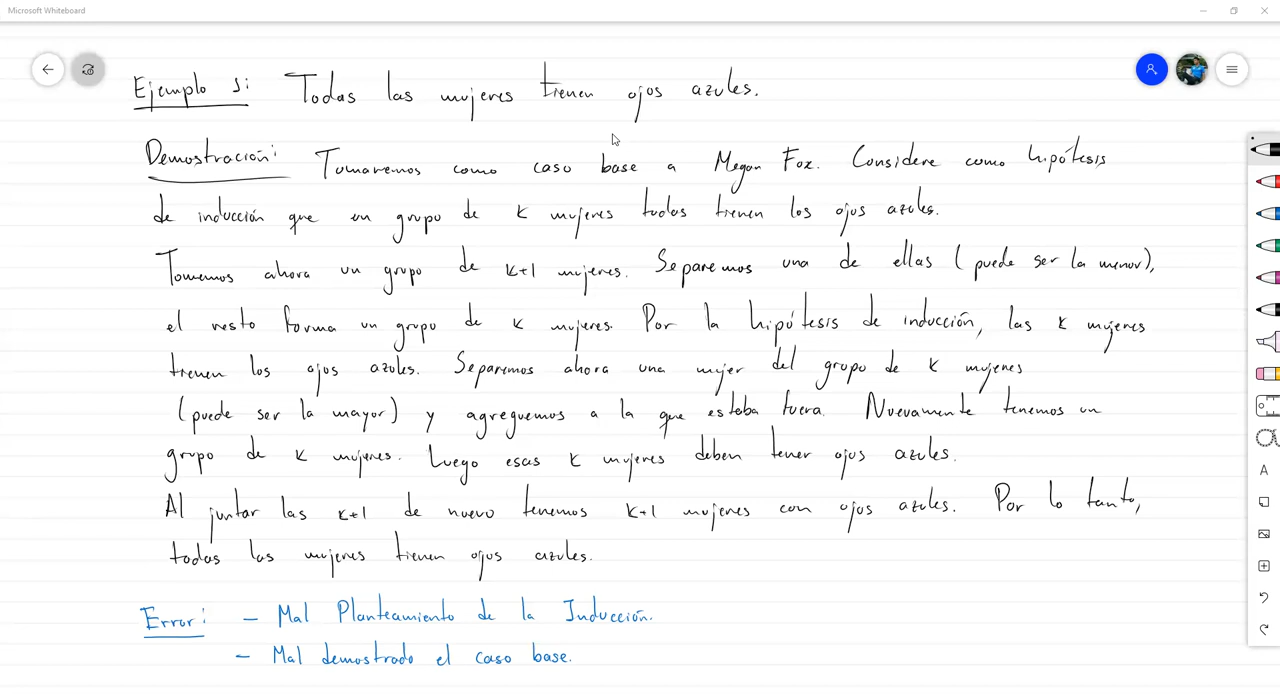 Microsoft Whiteboard
Ejemplo 1: Todas las mujeres tienen ojos azules.
Demostración: Tomaremos como caso base a Megan Fox. Considere como hipótesis
de inducción que en grupo de k mujeres todas tienen los ojos azules.
Tomemos ahora un grupo de k+1 mujeres. Separemos una de ellas (puede ser la menor),
el resto forma un grupo de k mujeres. Por la hipótesis de inducción, las k mujeres
tienen los ojos azules. Separemos ahora una mujer del grupo de k mujeres
(puede ser la mayor) y agreguemos a la que estaba fuera. Nuevamente tenemos un
grupo de k mujeres. Luego esas k mujeres deben tener ojos azules.
Al juntar las k+1 de nuevo tenemos k+1 mujeres con ojos azules. Por lo tanto,
todas las mujeres tienen ojos azules.
Error: - Mal Planteamiento de la Inducción.
- Mal demostrado el caso base.
A